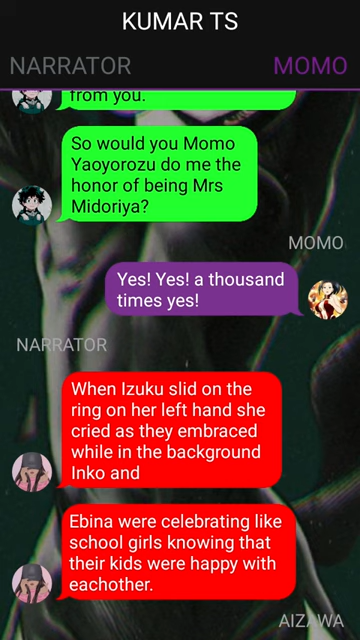 KUMAR TS
NARRATOR
MOMO
from you.
So would you Momo
Yaoyorozu do me the
honor of being Mrs
Midoriya?
MOMO
Yes! Yes! a thousand
times yes!
NARRATOR
When Izuku slid on the
ring on her left hand she
cried as they embraced
while in the background
Inko and
Ebina were celebrating like
school girls knowing that
their kids were happy with
eachother.
AIZAWA